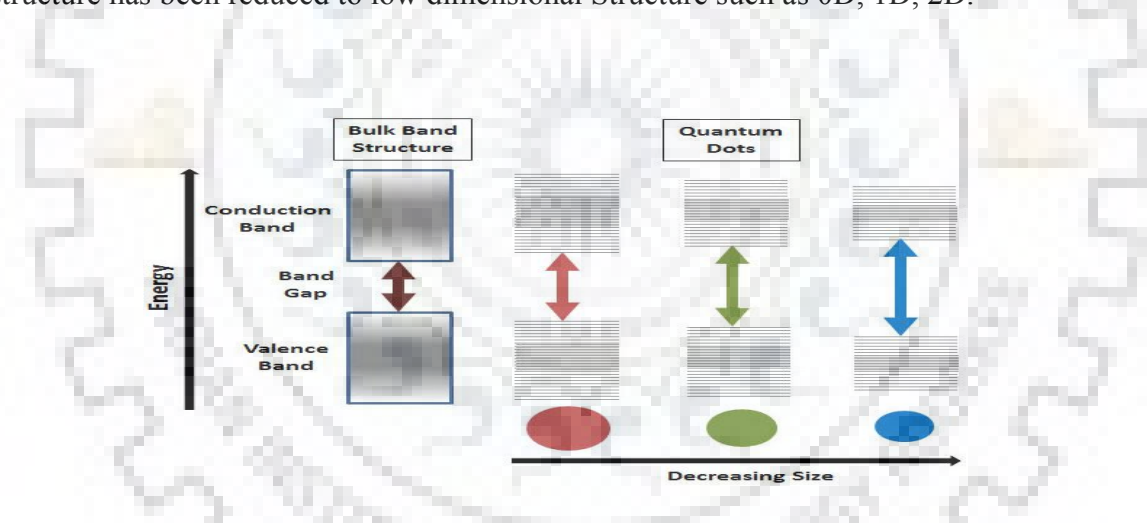 structure has been reduced to low dimensional Structure such as 0D, 1D, 2D.
Bulk Band
Structure
Quantum
Dots
Conduction
Band
Band
Gap
Energy
Valence
Band
Decreasing Size